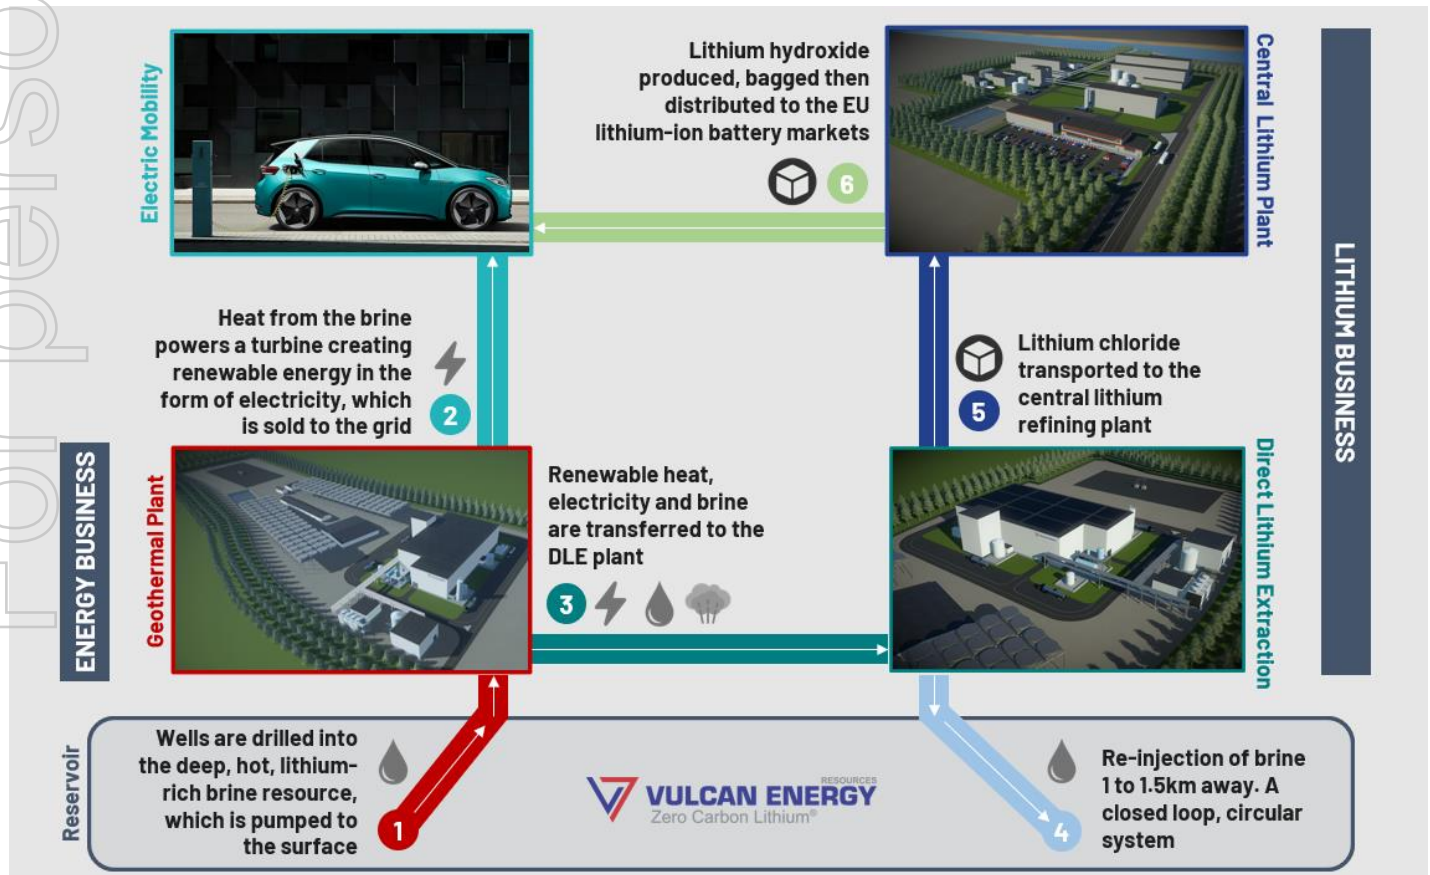 For perso
Electric Mobility
Lithium hydroxide
produced, bagged then
distributed to the EU
lithium-ion battery markets
6
Central Lithium Plant
LITHIUM BUSINESS
Heat from the brine
powers a turbine creating
renewable energy in the
form of electricity, which
is sold to the grid
2
Lithium chloride
transported to the
central lithium
refining plant
5
ENERGY BUSINESS
Geothermal Plant
Renewable heat,
electricity and brine
are transferred to the
DLE plant
3
Direct Lithium Extraction
Reservoir
Wells are drilled into
the deep, hot, lithium-
rich brine resource,
which is pumped to
the surface
1
RESOURCES
VULCAN ENERGY
Zero Carbon Lithium®
4
Re-injection of brine
1 to 1.5km away. A
closed loop, circular
system